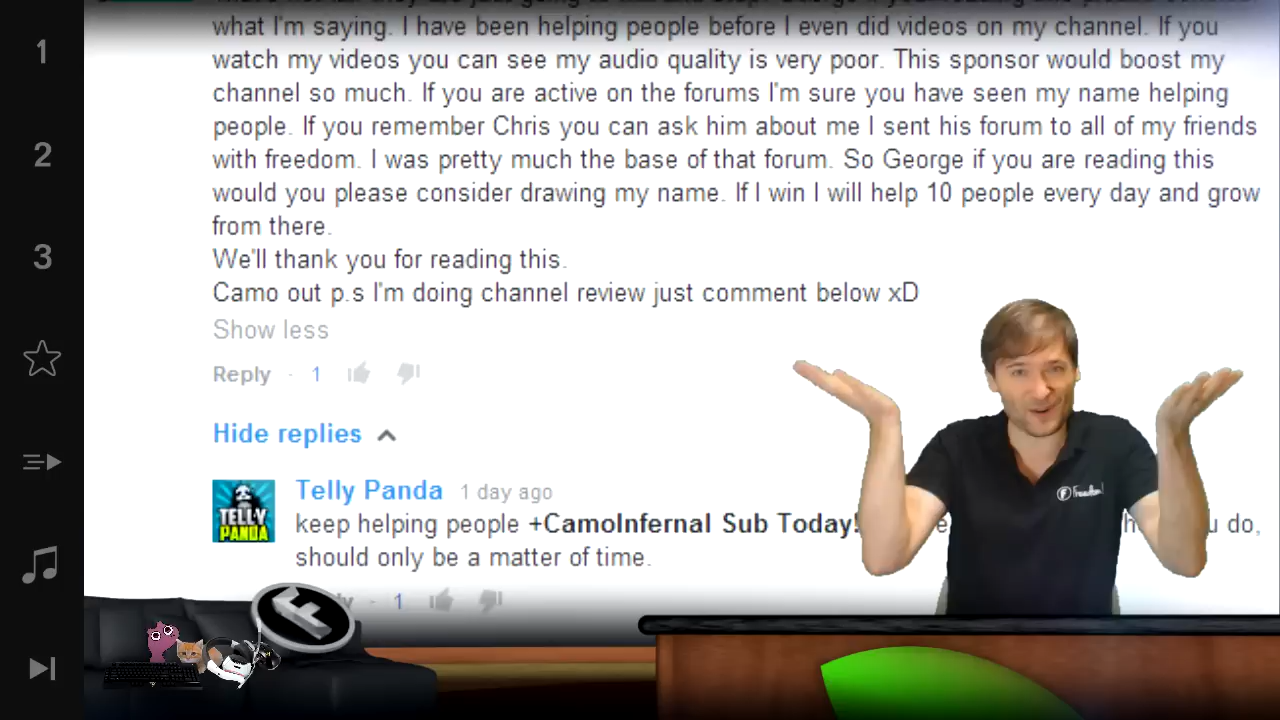 1
2
3
what I'm saying. I have been helping people before I even did videos on my channel. If you
watch my videos you can see my audio quality is very poor. This sponsor would boost my
channel so much. If you are active on the forums I'm sure you have seen my name helping
people. If you remember Chris you can ask him about me I sent his forum to all of my friends
with freedom. I was pretty much the base of that forum. So George if you are reading this
would you please consider drawing my name. If I win I will help 10 people every day and grow
from there.
We'll thank you for reading this.
Camo out p.s I'm doing channel review just comment below xD
Show less
Reply · 1
Hide replies
Telly Panda 1 day ago
TELLY
PANDA
keep helping people +CamoInfernal Sub Today! do,
should only be a matter of time.
1
Freedom!